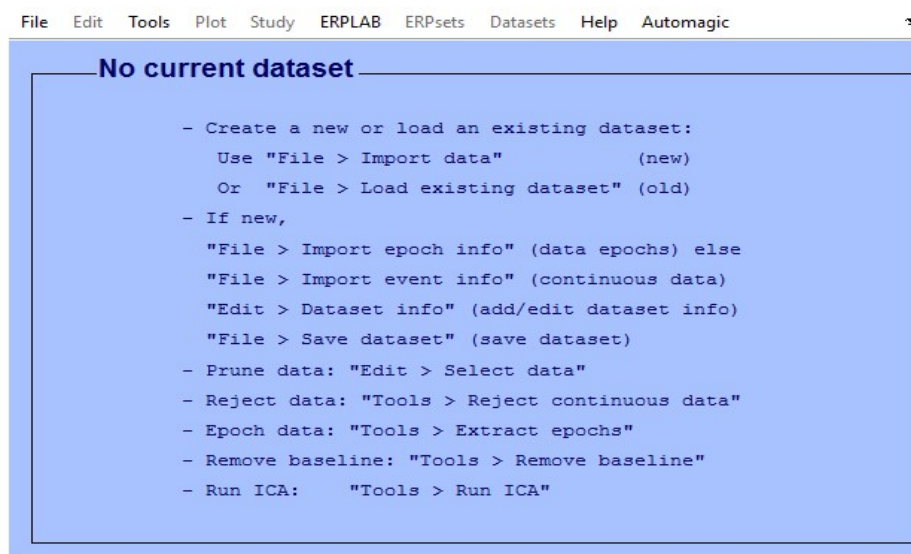 File Edit Tools Plot Study ERPLAB ERPsets Datasets Help Automagic
No current dataset
- Create a new or load an existing dataset:
Use "File > Import data" (new)
Or "File > Load existing dataset" (old)
- If new,
"File > Import epoch info" (data epochs) else
"File > Import event info" (continuous data)
"Edit > Dataset info" (add/edit dataset info)
"File > Save dataset" (save dataset)
- Prune data: "Edit > Select data"
- Reject data: "Tools > Reject continuous data"
- Epoch data: "Tools > Extract epochs"
- Remove baseline: "Tools > Remove baseline"
- Run ICA: "Tools > Run ICA"